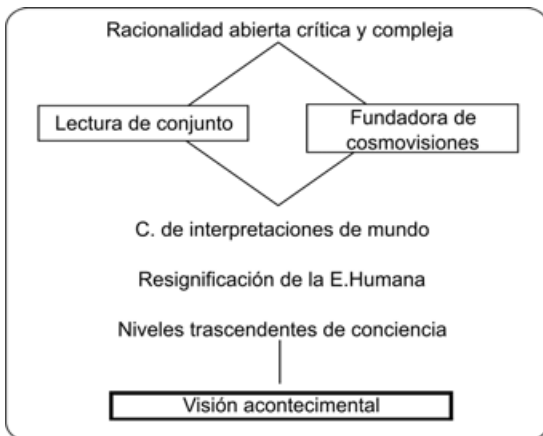 Racionalidad abierta crítica y compleja
Lectura de conjunto
Fundadora de
cosmovisiones
C. de interpretaciones de mundo
Resignificación de la E.Humana
Niveles trascendentes de conciencia
Visión acontecimental